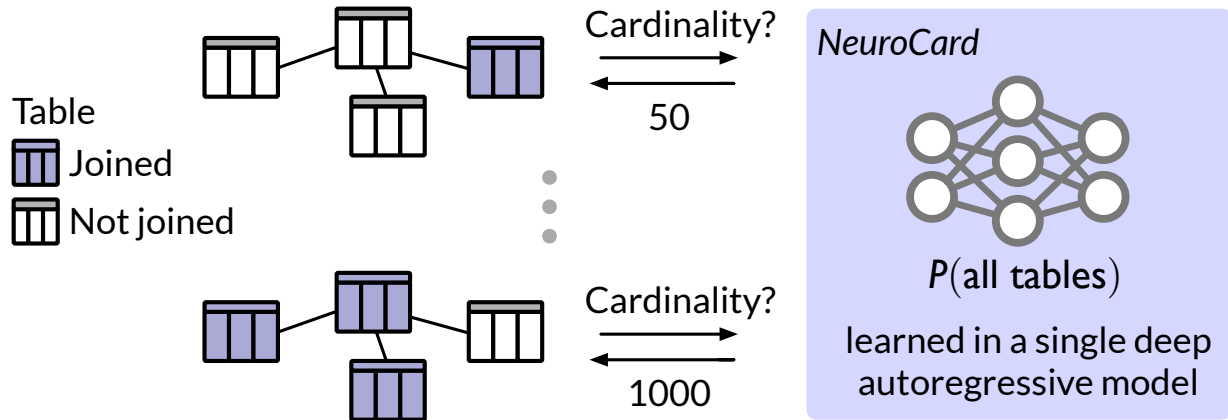 Table
Joined
Not joined
Cardinality?
50
Cardinality?
1000
NeuroCard
P(all tables)
learned in a single deep
autoregressive model